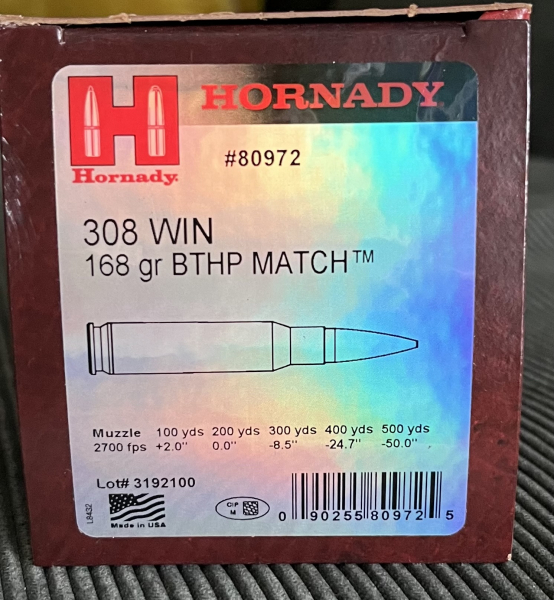 HORNADY
Hornady®
#80972
308 WIN
168 gr BTHP MATCH™
Muzzle 100 yds 200 yds 300 yds 400 yds 500 yds
2700 fps +2.0" 0.0" -8.5" -24.7" -50.0"
Lot# 3192100
L8432
Made in USA
CIP
M
0 90255 80972 5